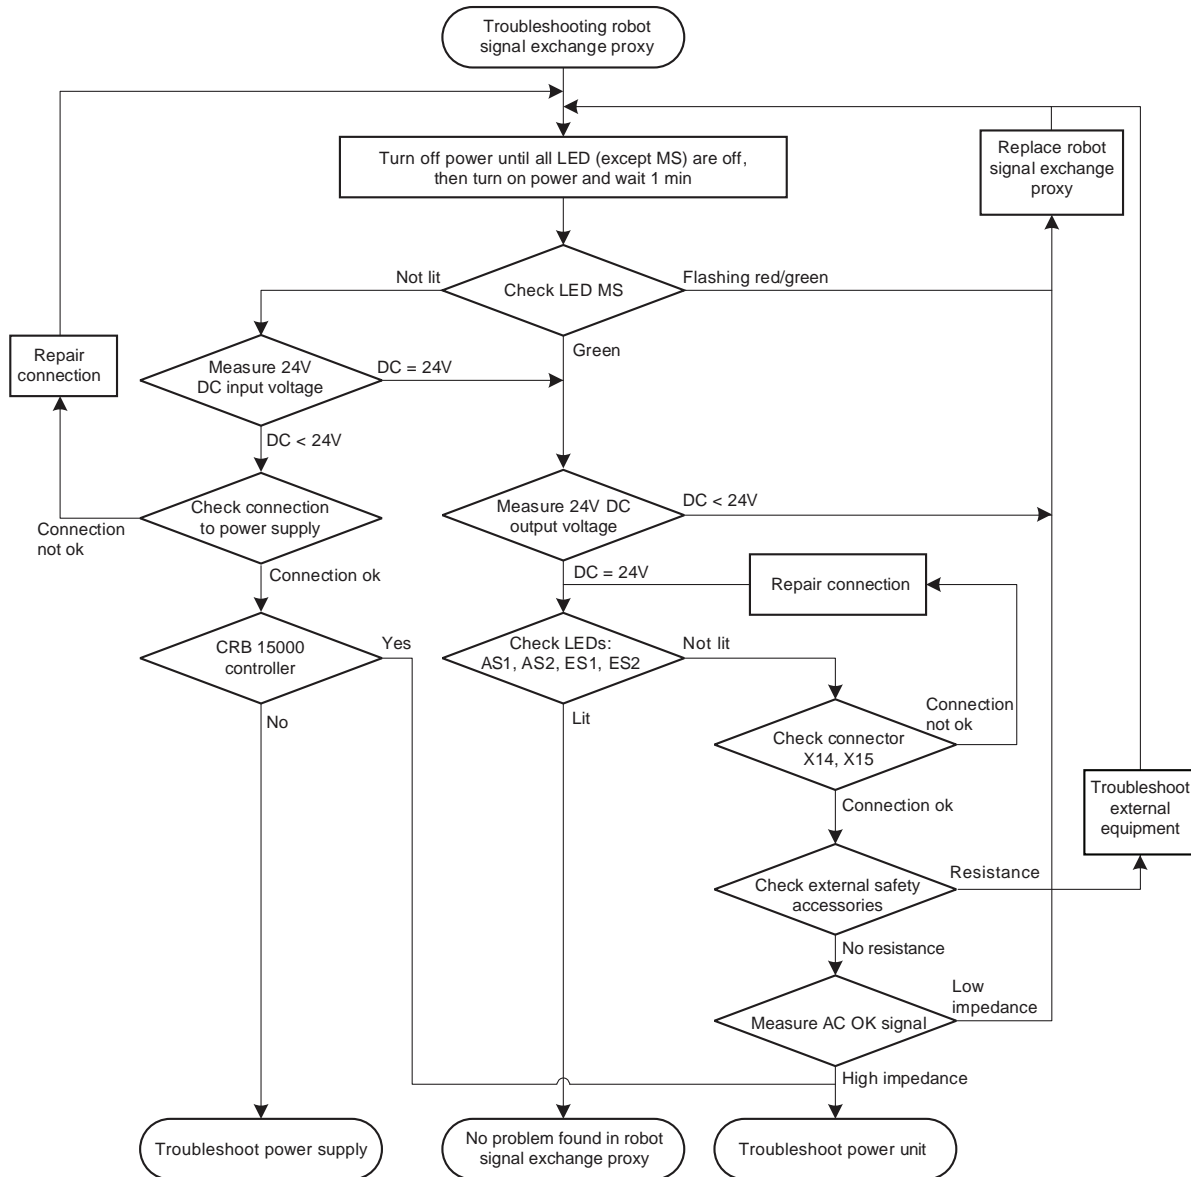 Troubleshooting robot
signal exchange proxy
Turn off power until all LED (except MS) are off,
then turn on power and wait 1 min
Replace robot
signal exchange
proxy
Not lit
Check LED MS
Flashing red/green
Green
Repair
connection
Measure 24V
DC input voltage
DC = 24V
DC < 24V
Check connection
to power supply
Connection
not ok
Measure 24V DC
output voltage
DC < 24V
Connection ok
DC = 24V
Repair connection
CRB 15000
controller
Yes
Check LEDs:
AS1, AS2, ES1, ES2
Not lit
No
Lit
Connection
not ok
Check connector
X14, X15
Connection ok
Troubleshoot
external
equipment
Check external safety
accessories
Resistance
No resistance
Low
impedance
Measure AC OK signal
High impedance
Troubleshoot power supply
No problem found in robot
signal exchange proxy
Troubleshoot power unit